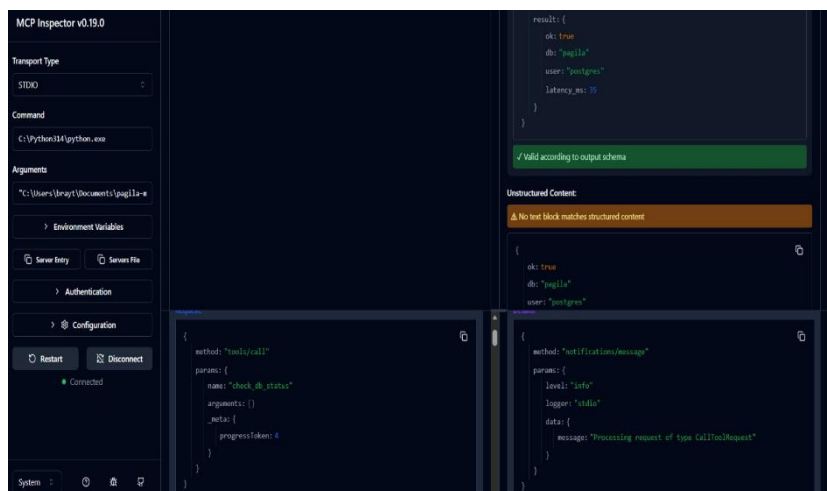 MCP Inspector v0.19.0
Transport Type
STDIO
Command
C:\Python314\python.exe
Arguments
"C:\Users\brayt\Documents\pagila-m
Environment Variables
Server Entry
Servers File
Authentication
Configuration
Restart
Disconnect
Connected
System
result: {
ok: true
db: "pagila"
user: "postgres"
latency_ms: 35
}
}
✓ Valid according to output schema
Unstructured Content:
⚠ No text block matches structured content
{
ok: true
db: "pagila"
user: "postgres"
{
method: "tools/call"
params: {
name: "check_db_status"
arguments: {}
_meta: {
progressToken: 4
}
}
}
{
method: "notifications/message"
params: {
level: "info"
logger: "stdio"
data: {
message: "Processing request of type CallToolRequest"
}
}
}